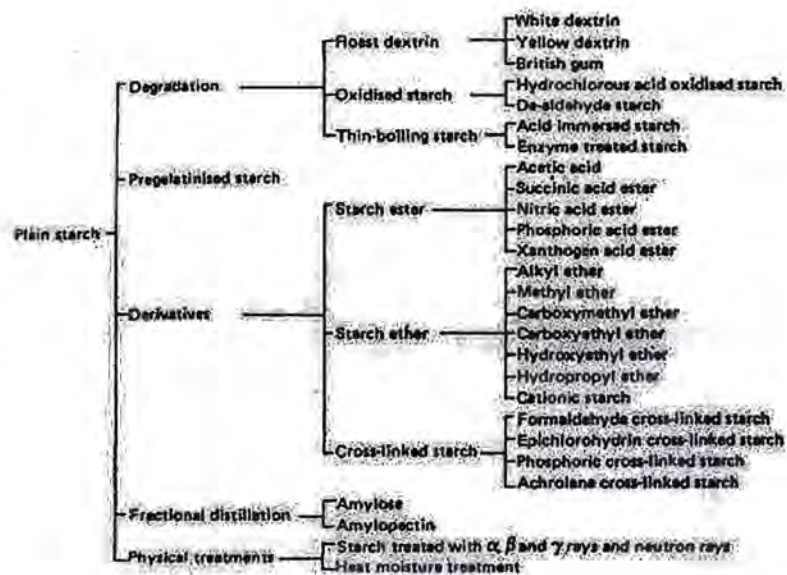 White dextrin
Roast dextrin Yellow dextrin
British gum
Degradation Hydrochlorous acid oxidised starch
Oxidised starch
De-aldehyde starch
Acid immersed starch
Thin-boiling starch
Enzyme treated starch
Acetic acid
Pregelatinised starch Succinic acid ester
Starch ester Nitric acid ester
Phosphoric acid ester
Plain starch
Xanthogen acid ester
Alkyl ether
Methyl ether
Derivatives Carboxymethyl ether
Starch ether Carboxyethyl ether
Hydroxyethyl ether
Hydropropyl ether
Cationic starch
Formaldehyde cross-linked starch
Epichlorohydrin cross-linked starch
Cross-linked starch
Phosphoric cross-linked starch
Achrolane cross-linked starch
Amylose
Fractional distillation
Amylopectin
Starch treated with α, β and γ rays and neutron rays
Physical treatments
Heat moisture treatment